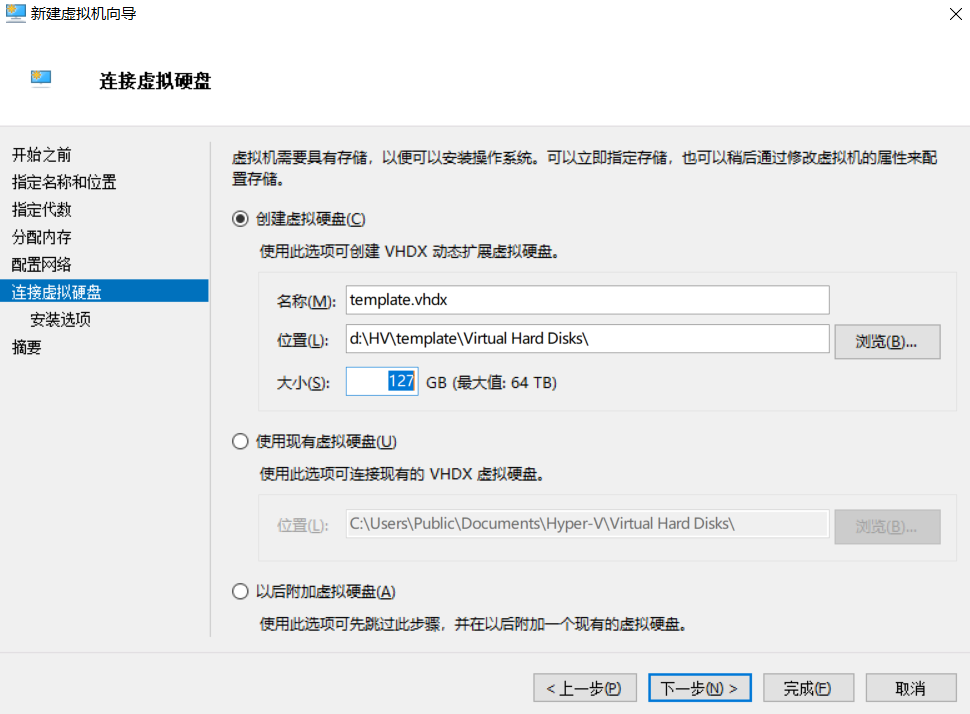 新建虚拟机向导
连接虚拟硬盘
开始之前
指定名称和位置
指定代数
分配内存
配置网络
连接虚拟硬盘
安装选项
摘要
虚拟机需要具有存储，以便可以安装操作系统。可以立即指定存储，也可以稍后通过修改虚拟机的属性来配
置存储。
创建虚拟硬盘(C)
使用此选项可创建 VHDX 动态扩展虚拟硬盘。
名称(M): template.vhdx
位置(L): d:\HV\template\Virtual Hard Disks\ 浏览(B)...
大小(S): 127 GB (最大值: 64 TB)
使用现有虚拟硬盘(U)
使用此选项可连接现有的 VHDX 虚拟硬盘。
位置(L): C:\Users\Public\Documents\Hyper-V\Virtual Hard Disks\ 浏览(B)...
以后附加虚拟硬盘(A)
使用此选项可先跳过此步骤，并在以后附加一个现有的虚拟硬盘。
< 上一步(P) 下一步(N) > 完成(F) 取消